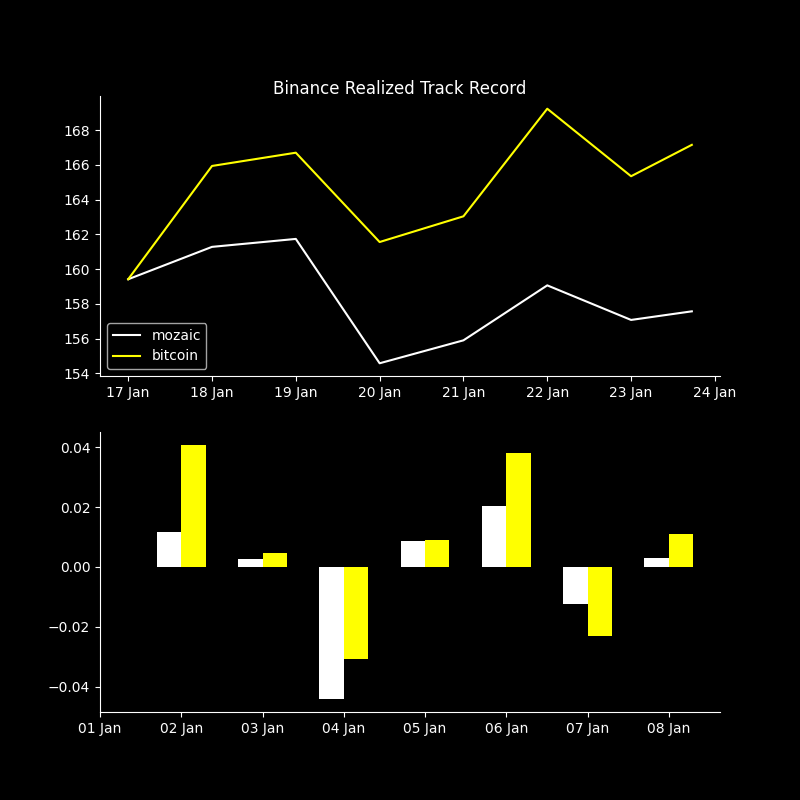 Binance Realized Track Record
168
166
164
162
160
158
156
154
mozaic
bitcoin
17 Jan 18 Jan 19 Jan 20 Jan 21 Jan 22 Jan 23 Jan 24 Jan
0.04
0.02
0.00
−0.02
−0.04
01 Jan 02 Jan 03 Jan 04 Jan 05 Jan 06 Jan 07 Jan 08 Jan